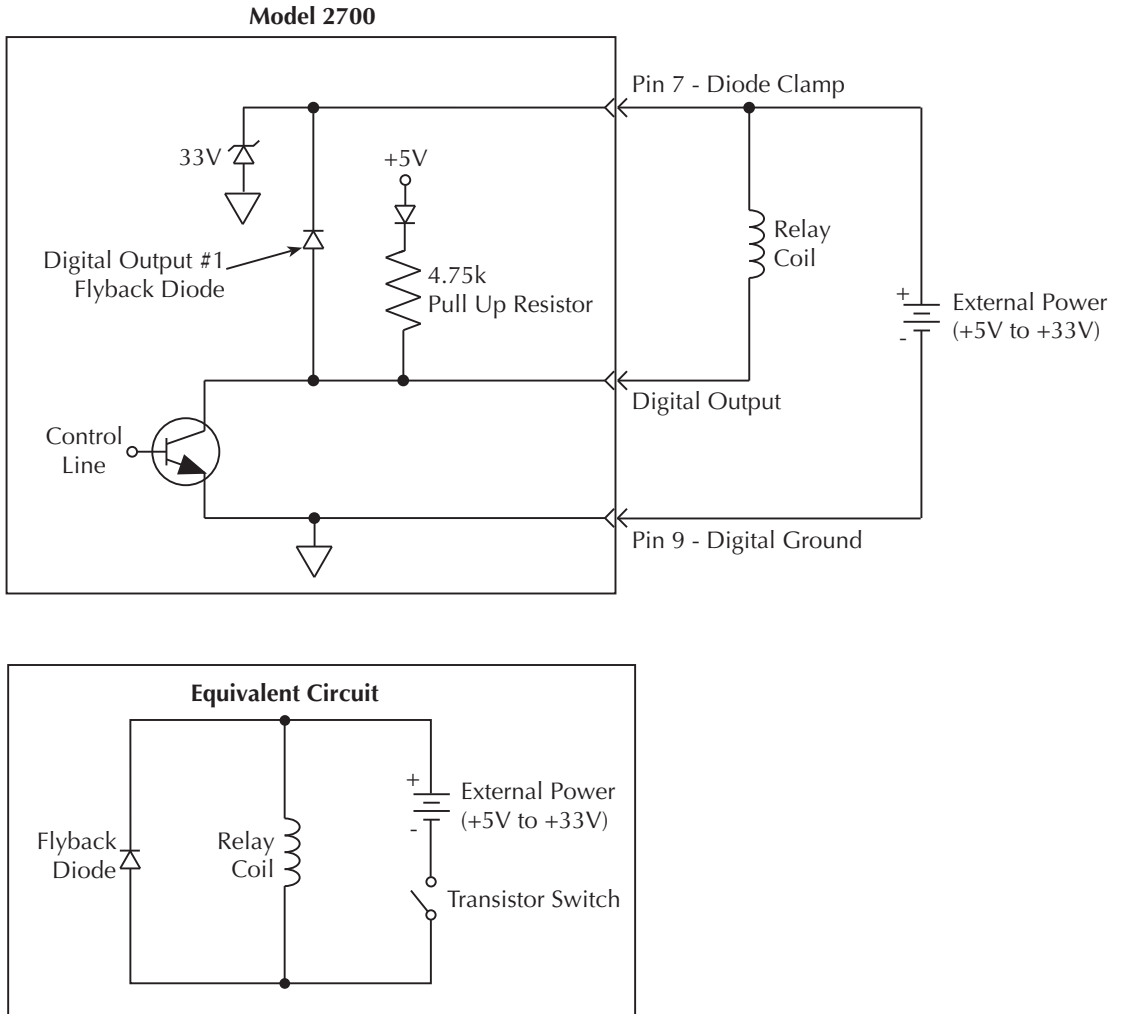 Model 2700
Pin 7 - Diode Clamp
33V
+5V
Digital Output #1
Flyback Diode
4.75k
Pull Up Resistor
Relay
Coil
+
-
External Power
(+5V to +33V)
Digital Output
Control
Line
Pin 9 - Digital Ground
Equivalent Circuit
Flyback
Diode
Relay
Coil
+
-
External Power
(+5V to +33V)
Transistor Switch